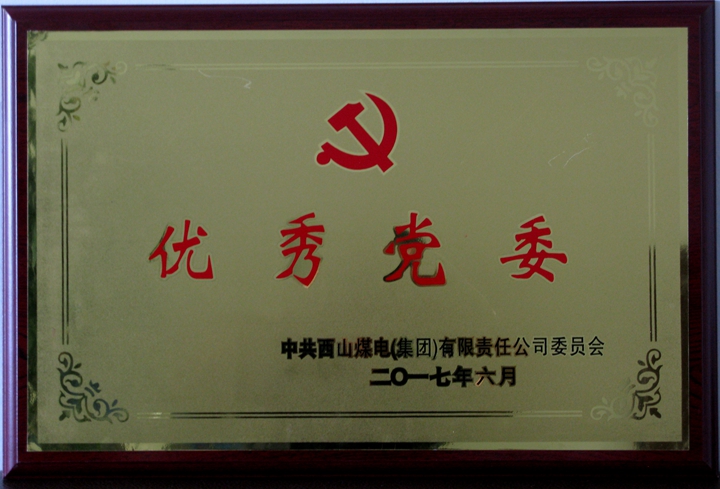 优秀党委
中共西山煤电(集团)有限责任公司委员会
二〇一七年六月